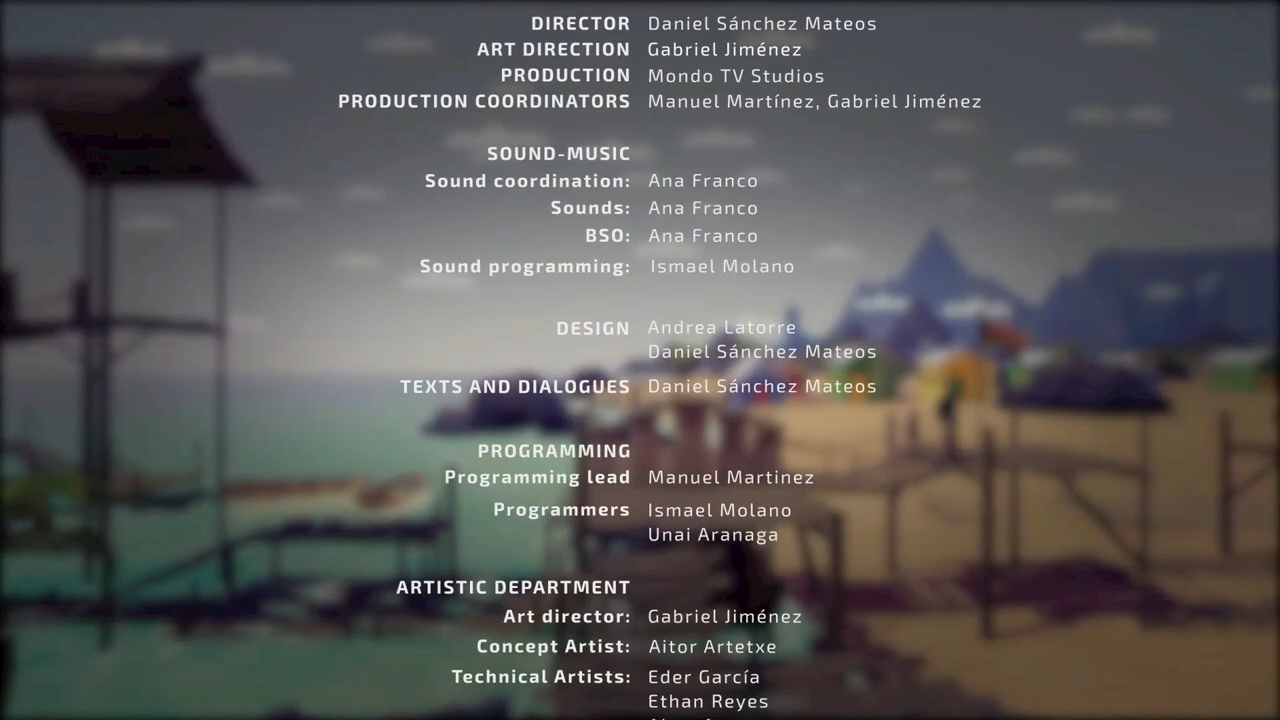 DIRECTOR Daniel Sánchez Mateos
ART DIRECTION Gabriel Jiménez
PRODUCTION Mondo TV Studios
PRODUCTION COORDINATORS Manuel Martínez, Gabriel Jiménez
SOUND-MUSIC
Sound coordination: Ana Franco
Sounds: Ana Franco
BSO: Ana Franco
Sound programming: Ismael Molano
DESIGN Andrea Latorre
Daniel Sánchez Mateos
TEXTS AND DIALOGUES Daniel Sánchez Mateos
PROGRAMMING
Programming lead Manuel Martinez
Programmers Ismael Molano
Unai Aranaga
ARTISTIC DEPARTMENT
Art director: Gabriel Jiménez
Concept Artist: Aitor Artetxe
Technical Artists: Eder García
Ethan Reyes